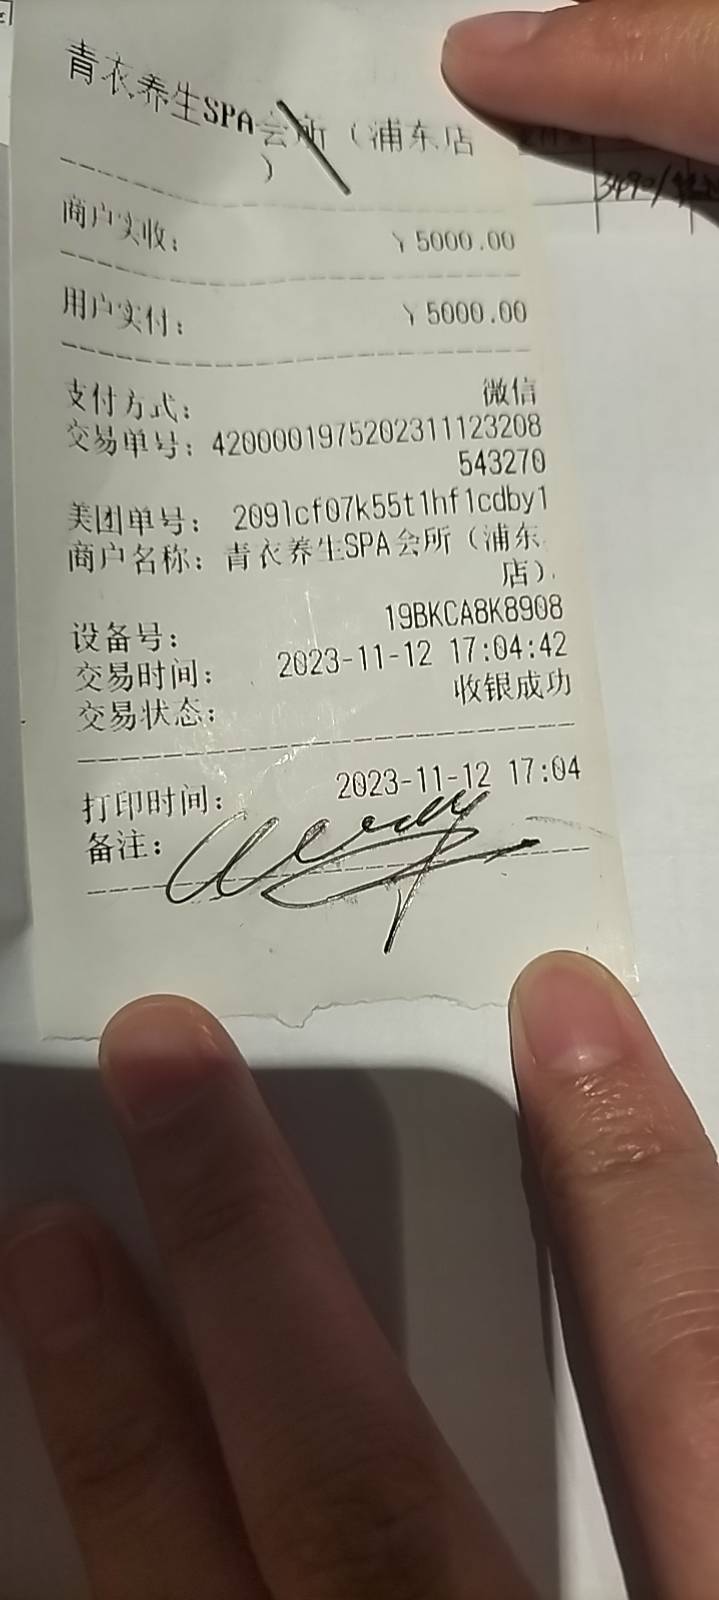 青衣养生SPA会所（浦东店
）
商户实收： ￥5000.00
用户实付： ￥5000.00
支付方式： 微信
交易单号：4200001975202311123208
543270
美团单号： 2091cf07k55t1hf1cdby1
商户名称：青衣养生SPA会所（浦东
店）
设备号： 19BKCA8K8908
交易时间： 2023-11-12 17:04:42
交易状态： 收银成功
打印时间： 2023-11-12 17:04
备注：
3490/